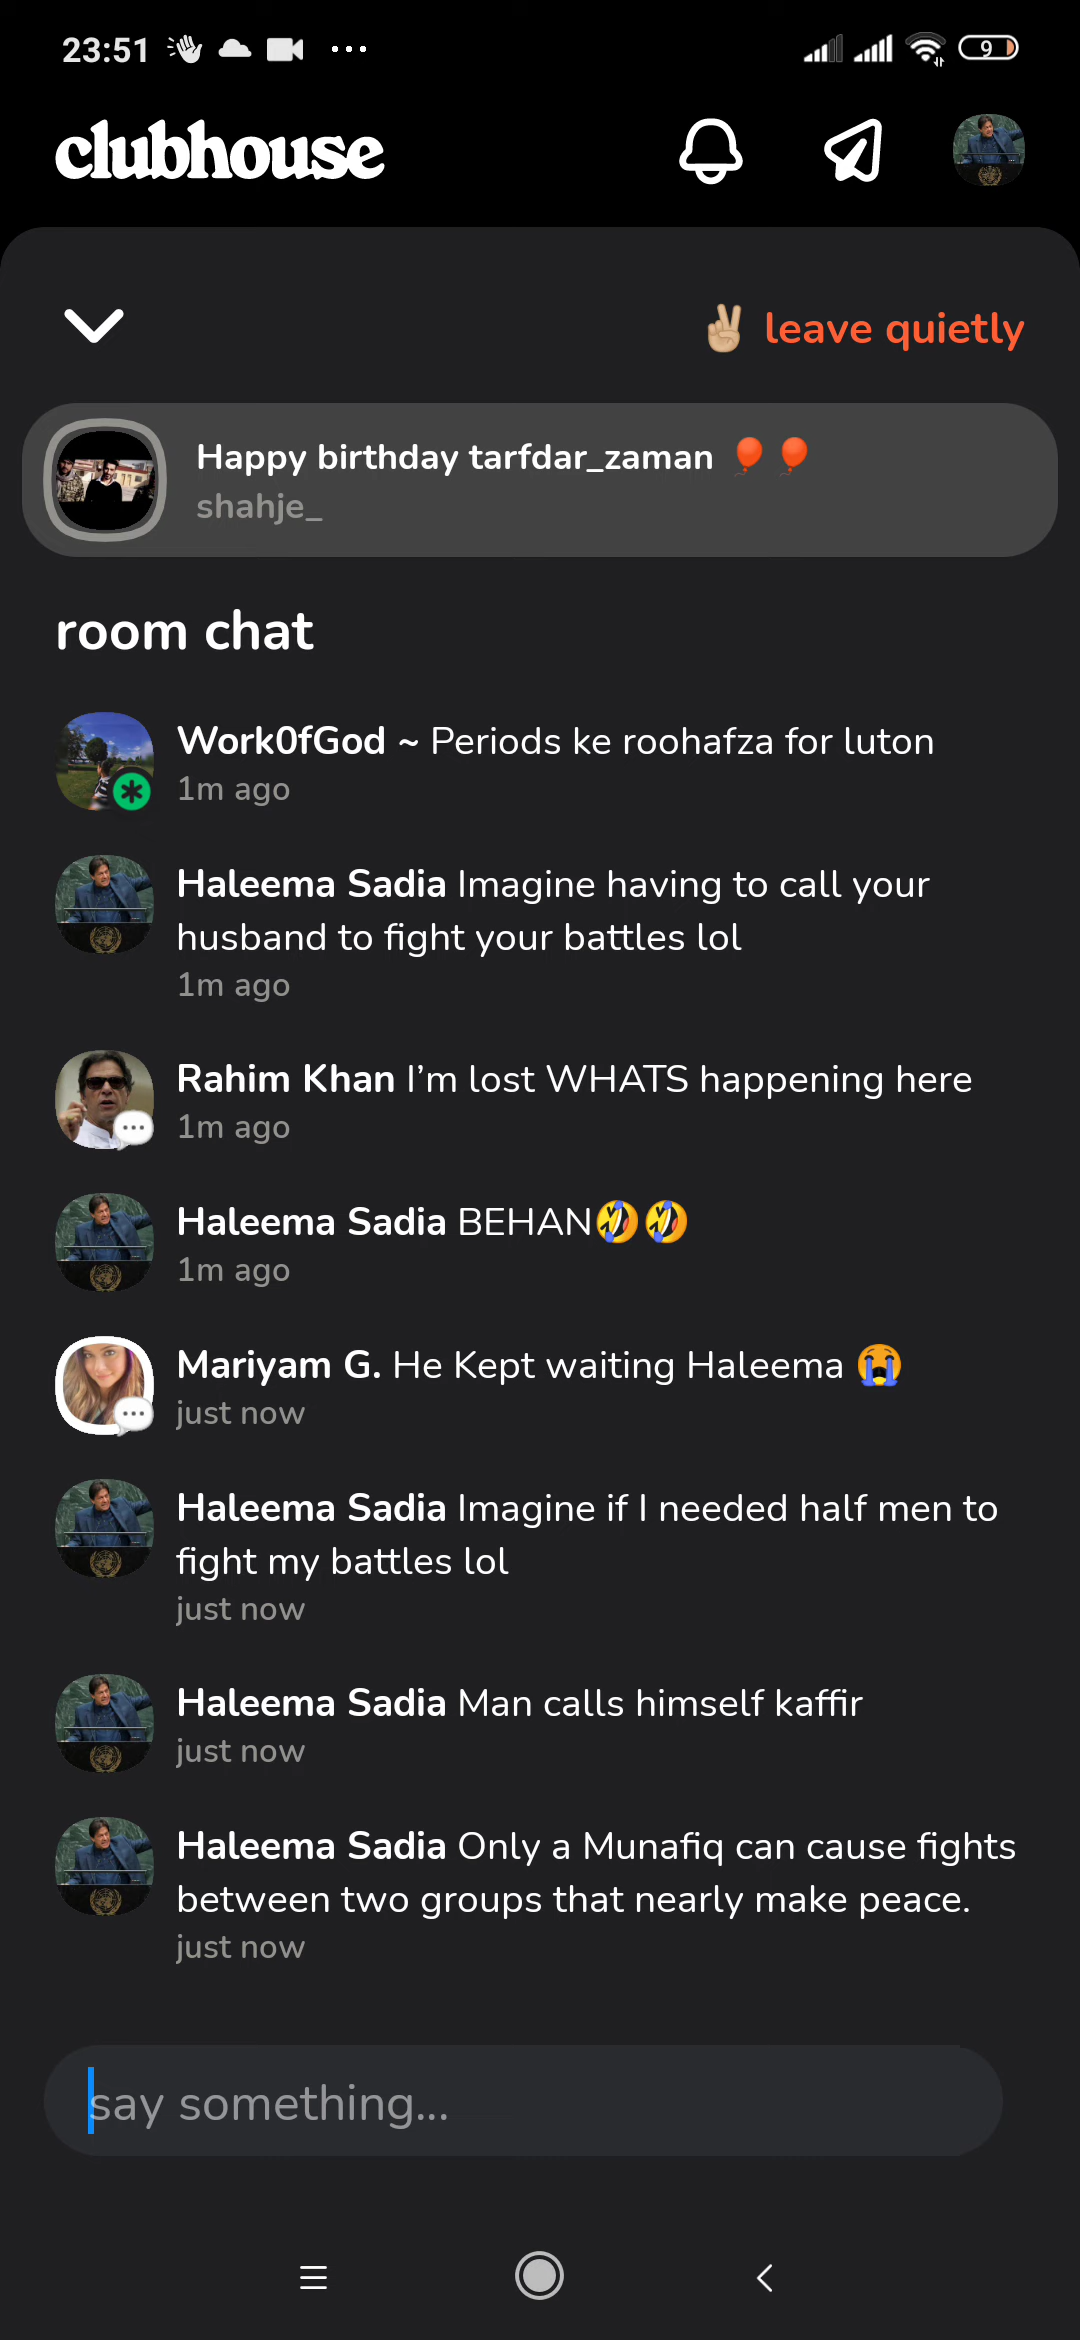 23:51
9
clubhouse
✌🏼 leave quietly
Happy birthday tarfdar_zaman 🎈🎈
shahje_
room chat
Work0fGod ~ Periods ke roohafza for luton
1m ago
Haleema Sadia Imagine having to call your
husband to fight your battles lol
1m ago
Rahim Khan I’m lost WHATS happening here
1m ago
Haleema Sadia BEHAN🤣🤣
1m ago
Mariyam G. He Kept waiting Haleema 😭
just now
Haleema Sadia Imagine if I needed half men to
fight my battles lol
just now
Haleema Sadia Man calls himself kaffir
just now
Haleema Sadia Only a Munafiq can cause fights
between two groups that nearly make peace.
just now
say something...